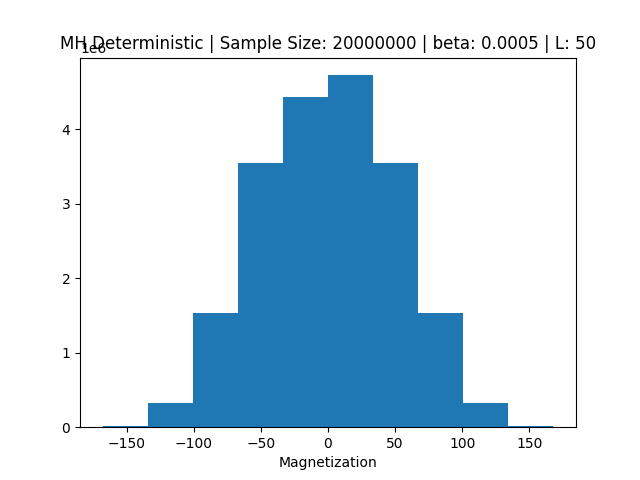 MH Deterministic | Sample Size: 20000000 | beta: 0.0005 | L: 50
1e6
4
3
2
1
0
−150 −100 −50 0 50 100 150
Magnetization